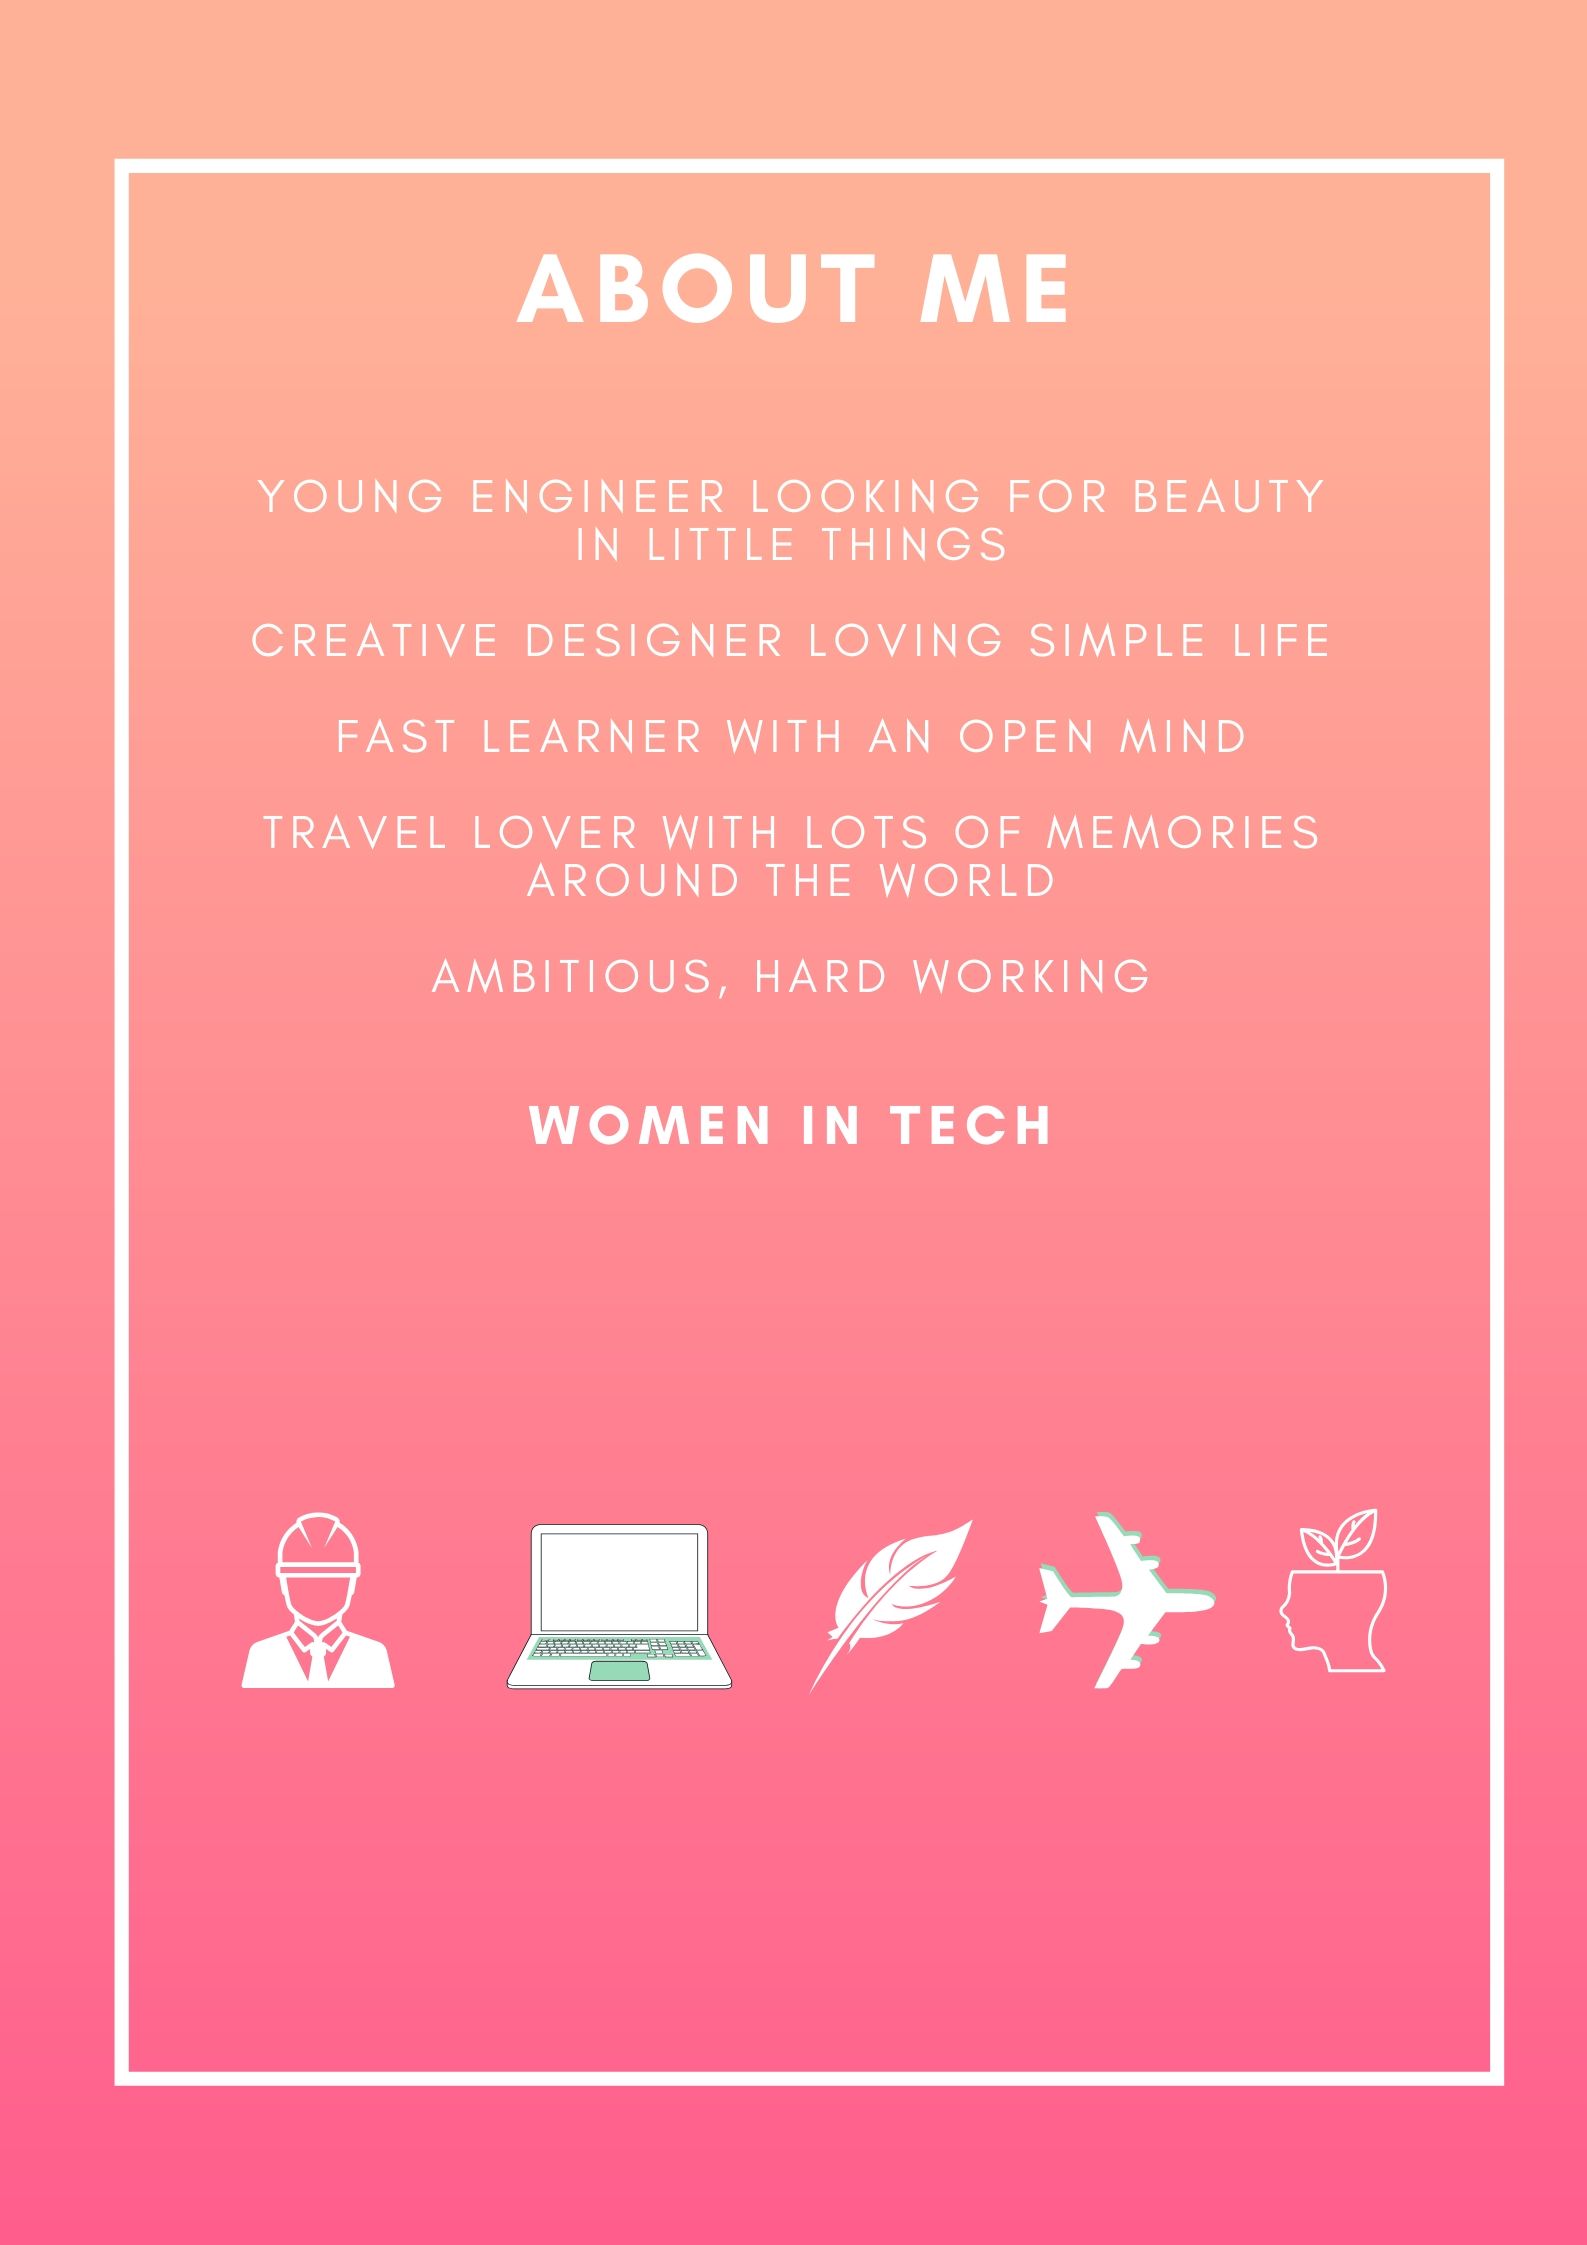 ABOUT ME
YOUNG ENGINEER LOOKING FOR BEAUTY
IN LITTLE THINGS
CREATIVE DESIGNER LOVING SIMPLE LIFE
FAST LEARNER WITH AN OPEN MIND
TRAVEL LOVER WITH LOTS OF MEMORIES
AROUND THE WORLD
AMBITIOUS, HARD WORKING
WOMEN IN TECH